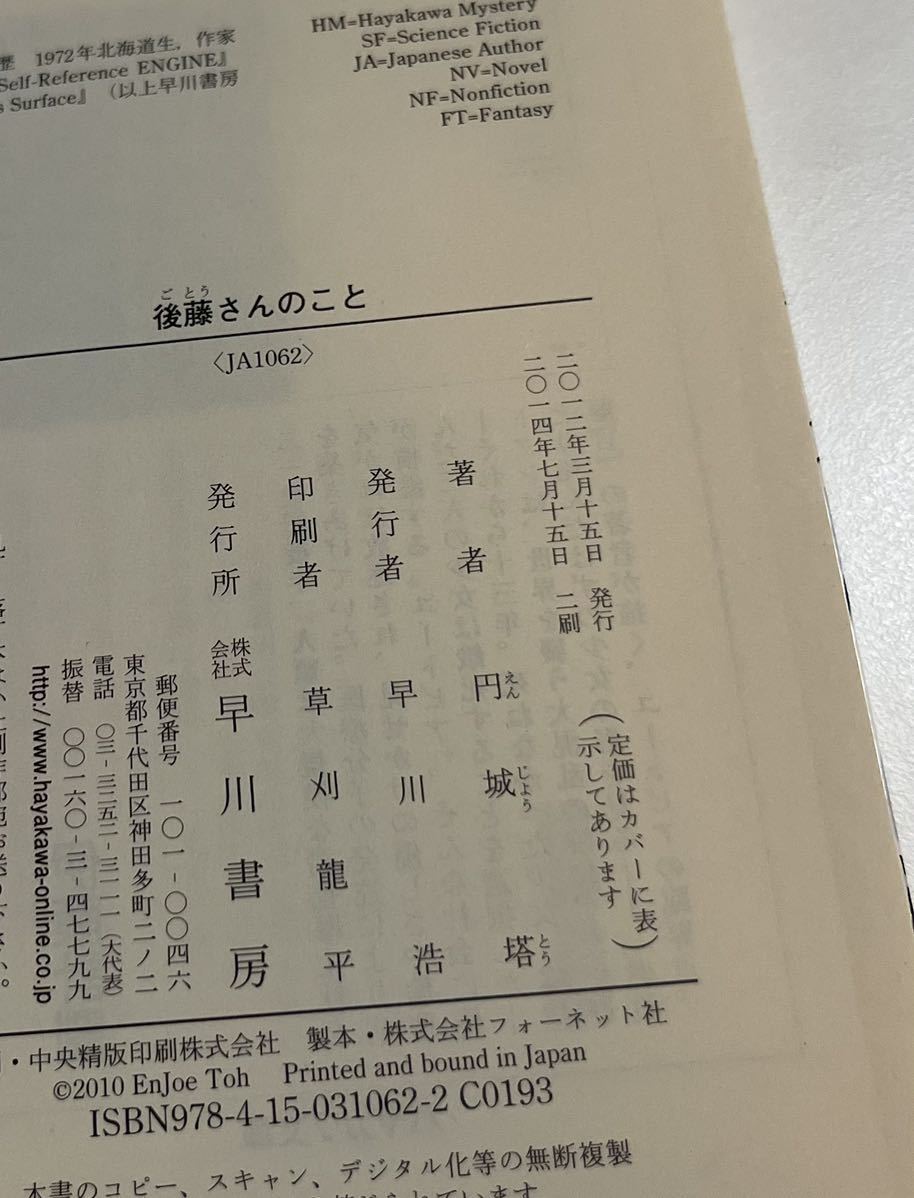 歴 1972年北海道生,作家
Self-Reference ENGINE』
s Surface』(以上早川書房
HM=Hayakawa Mystery
SF=Science Fiction
JA=Japanese Author
NV=Novel
NF=Nonfiction
FT=Fantasy
後藤さんのこと
ごとう
〈JA1062〉
二〇一二年三月十五日 発行
二〇一四年七月十五日 二刷
(定価はカバーに表
示してあります)
著者 円城塔
えんじょうとう
発行者 早川浩
印刷者 草刈龍平
発行所 株式会社 早川書房
郵便番号 一〇一-〇〇四六
東京都千代田区神田多町二ノ二
電話 〇三-三二五二-三一一一(大代表)
振替 〇〇一六〇-三-四七七九九
http://www.hayakawa-online.co.jp
・中央精版印刷株式会社 製本・株式会社フォーネット社
©2010 EnJoe Toh Printed and bound in Japan
ISBN978-4-15-031062-2 C0193
本書のコピー、スキャン、デジタル化等の無断複製